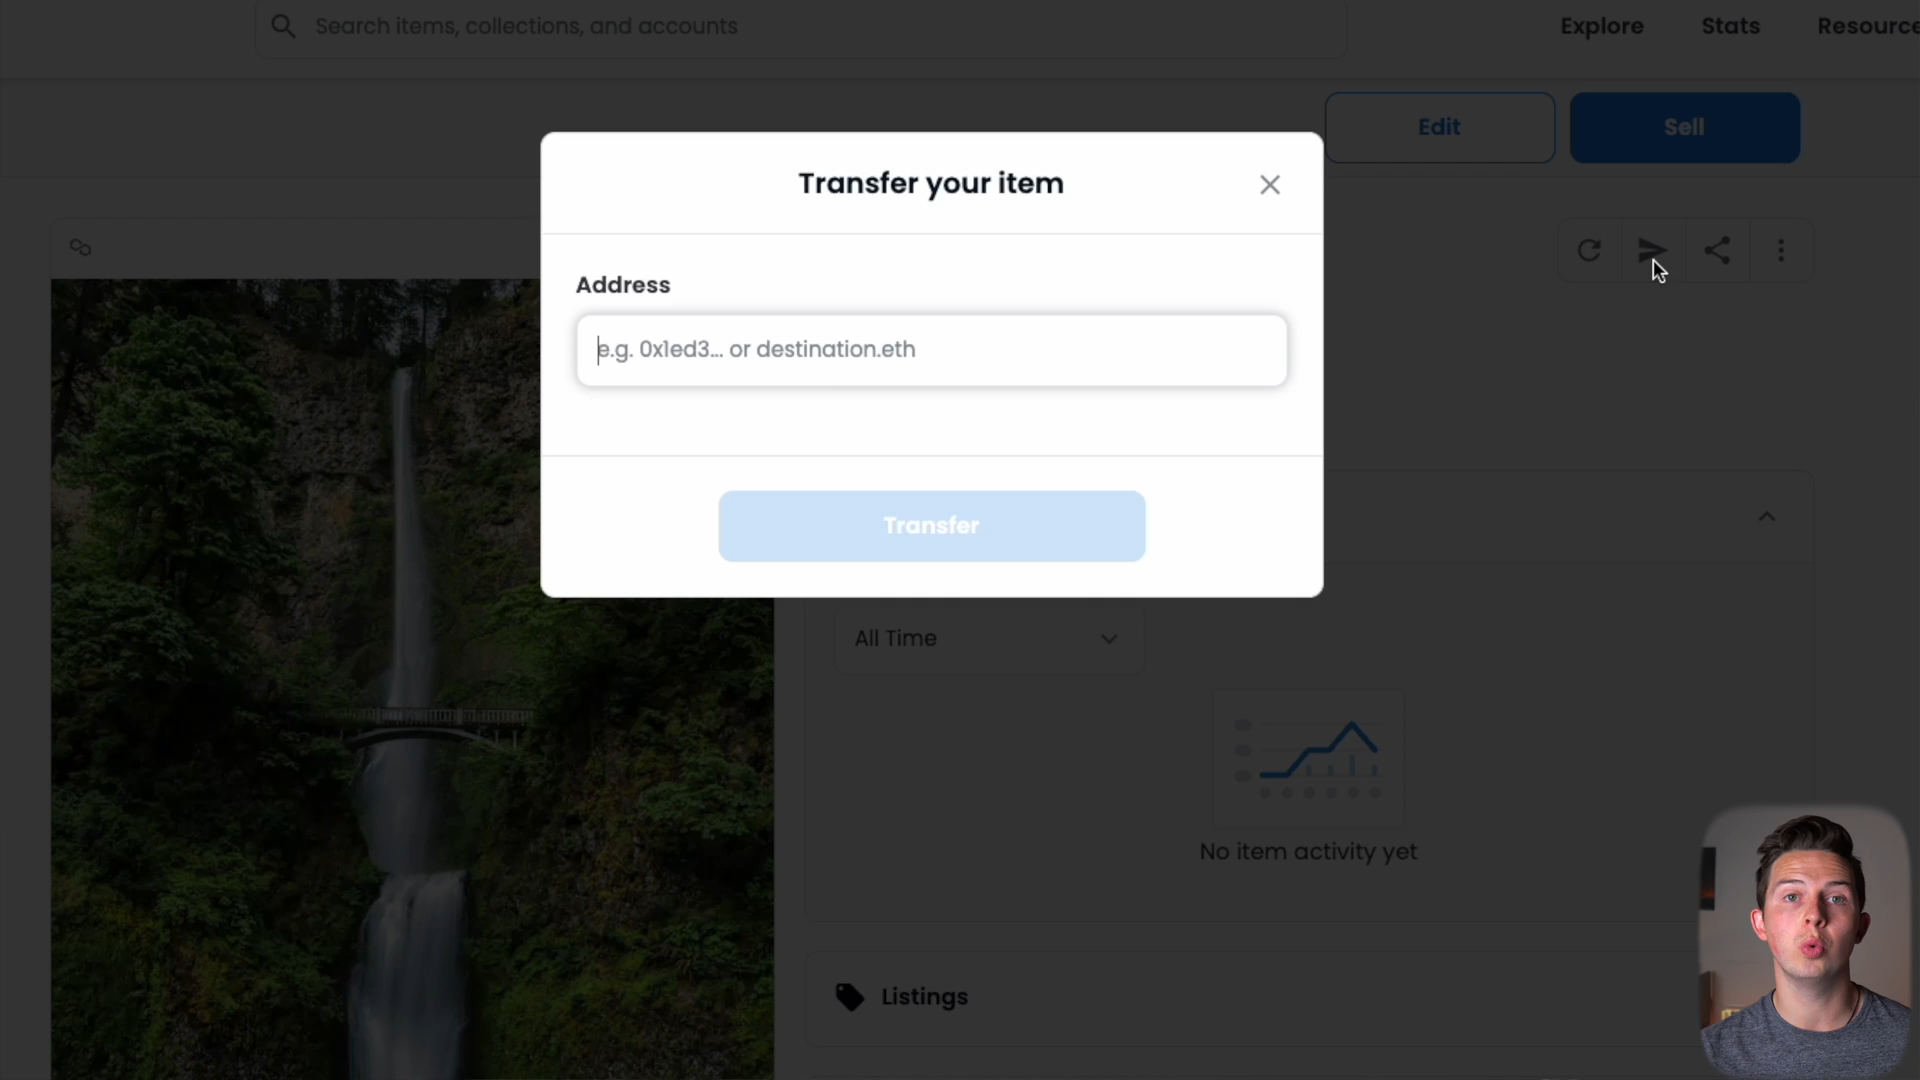 Search items, collections, and accounts
Explore
Stats
Resource
Edit
Sell
Transfer your item
Address
e.g. 0x1ed3... or destination.eth
Transfer
All Time
No item activity yet
Listings